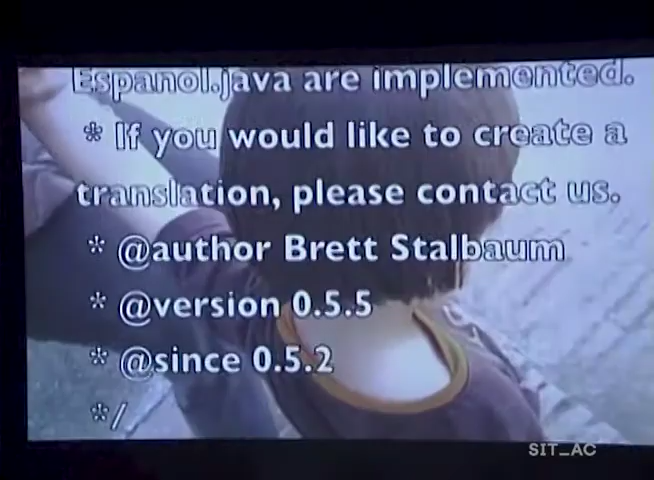 Espanol.java are implemented.
* If you would like to create a
translation, please contact us.
* @author Brett Stalbaum
* @version 0.5.5
* @since 0.5.2
*/
SIT_AC